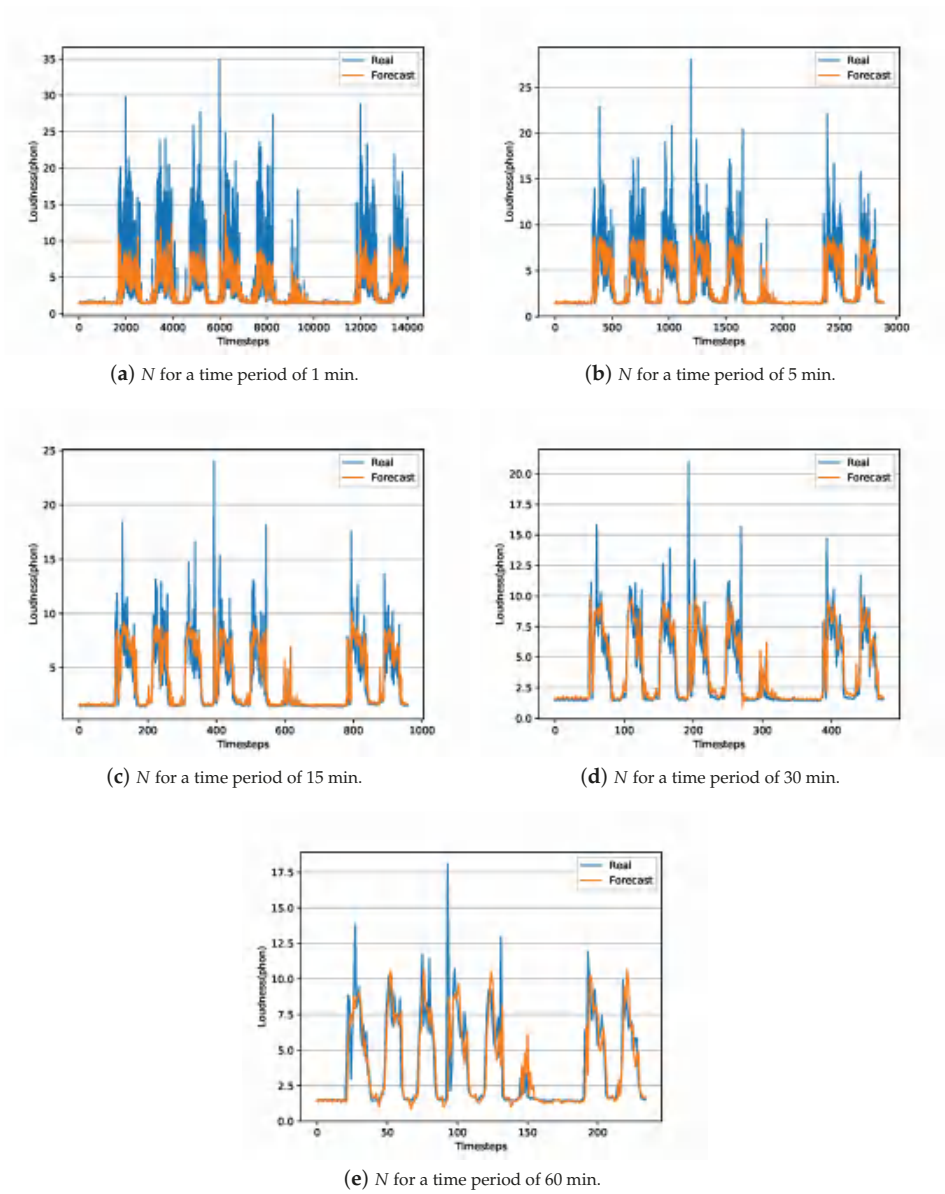 35
30
25
20
15
10
5
0
Loudness(phon)
Real
Forecast
0 2000 4000 6000 8000 10000 12000 14000
Timesteps
(a) N for a time period of 1 min.
25
20
15
10
5
0
Loudness(phon)
Real
Forecast
0 500 1000 1500 2000 2500 3000
Timesteps
(b) N for a time period of 5 min.
25
20
15
10
5
Loudness(phon)
Real
Forecast
0 200 400 600 800 1000
Timesteps
(c) N for a time period of 15 min.
20.0
17.5
15.0
12.5
10.0
7.5
5.0
2.5
0.0
Loudness(phon)
Real
Forecast
0 100 200 300 400
Timesteps
(d) N for a time period of 30 min.
17.5
15.0
12.5
10.0
7.5
5.0
2.5
0.0
Loudness(phon)
Real
Forecast
0 50 100 150 200
Timesteps
(e) N for a time period of 60 min.